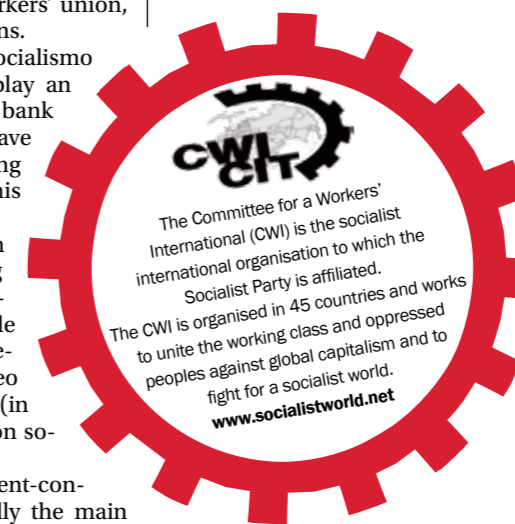 rkers' union,
ns.
ocialismo
play an
bank
ave
ng
his
n
g
-
le
e-
eo
(in
on so-
ent-con-
lly the main
CWI
CIT
The Committee for a Workers'
International (CWI) is the socialist
international organisation to which the
Socialist Party is affiliated.
The CWI is organised in 45 countries and works
to unite the working class and oppressed
peoples against global capitalism and to
fight for a socialist world.
www.socialistworld.net